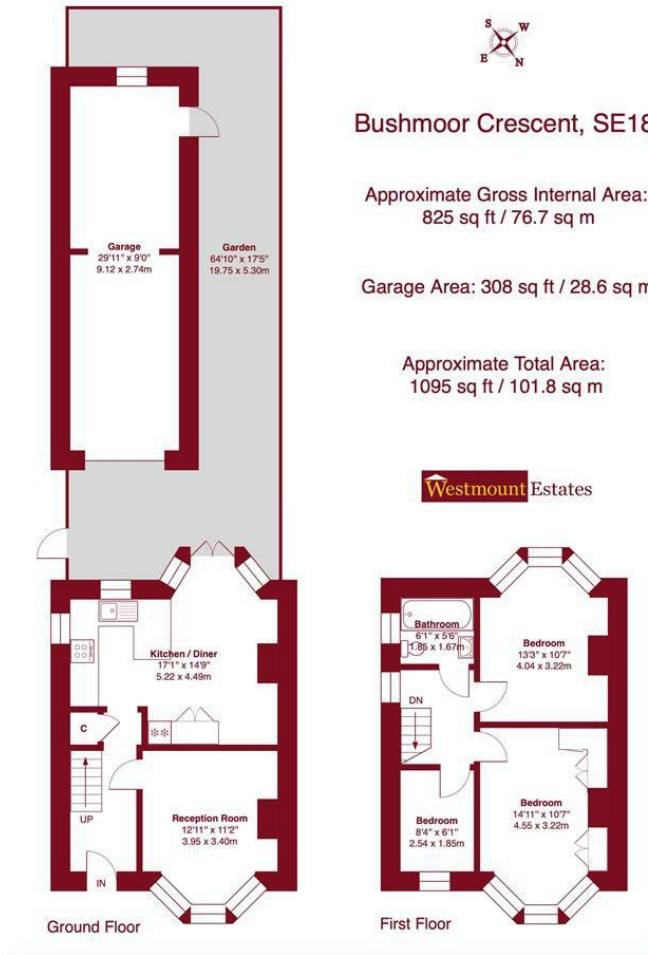 S W
E N
Bushmoor Crescent, SE18
Approximate Gross Internal Area:
825 sq ft / 76.7 sq m
Garage Area: 308 sq ft / 28.6 sq m
Approximate Total Area:
1095 sq ft / 101.8 sq m
Westmount Estates
Garage
29'11" x 9'0"
9.12 x 2.74m
Garden
64'10" x 17'5"
19.75 x 5.30m
Kitchen / Diner
17'1" x 14'9"
5.22 x 4.49m
C
UP
Reception Room
12'11" x 11'2"
3.95 x 3.40m
IN
Ground Floor
Bathroom
6'1" x 5'6"
1.85 x 1.67m
Bedroom
13'3" x 10'7"
4.04 x 3.22m
DN
Bedroom
8'4" x 6'1"
2.54 x 1.85m
Bedroom
14'11" x 10'7"
4.55 x 3.22m
First Floor